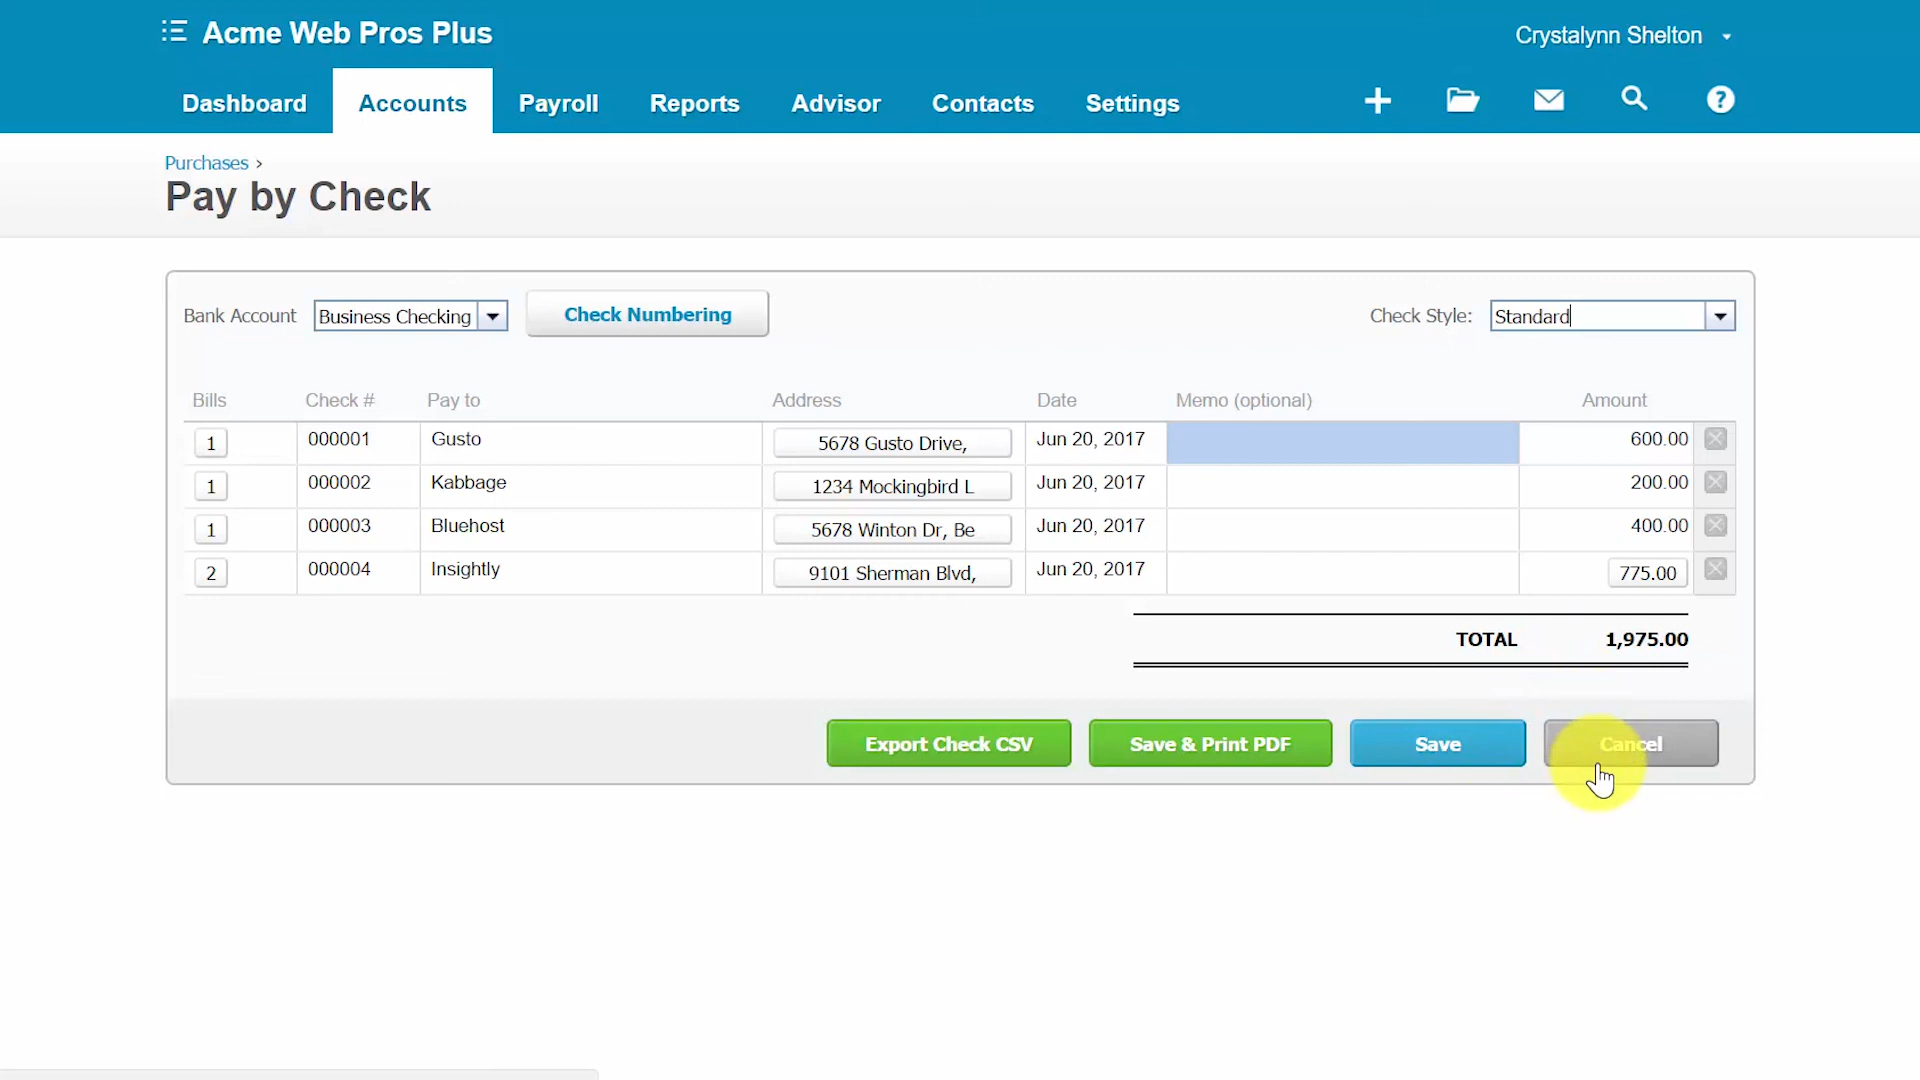 Acme Web Pros Plus
Crystalynn Shelton
Dashboard Accounts Payroll Reports Advisor Contacts Settings ?
Purchases ›
Pay by Check
Bank Account Business Checking Check Numbering Check Style: Standard
Bills Check # Pay to Address Date Memo (optional) Amount
1 000001 Gusto 5678 Gusto Drive, Jun 20, 2017 600.00
1 000002 Kabbage 1234 Mockingbird L Jun 20, 2017 200.00
1 000003 Bluehost 5678 Winton Dr, Be Jun 20, 2017 400.00
2 000004 Insightly 9101 Sherman Blvd, Jun 20, 2017 775.00
TOTAL 1,975.00
Export Check CSV Save & Print PDF Save Cancel